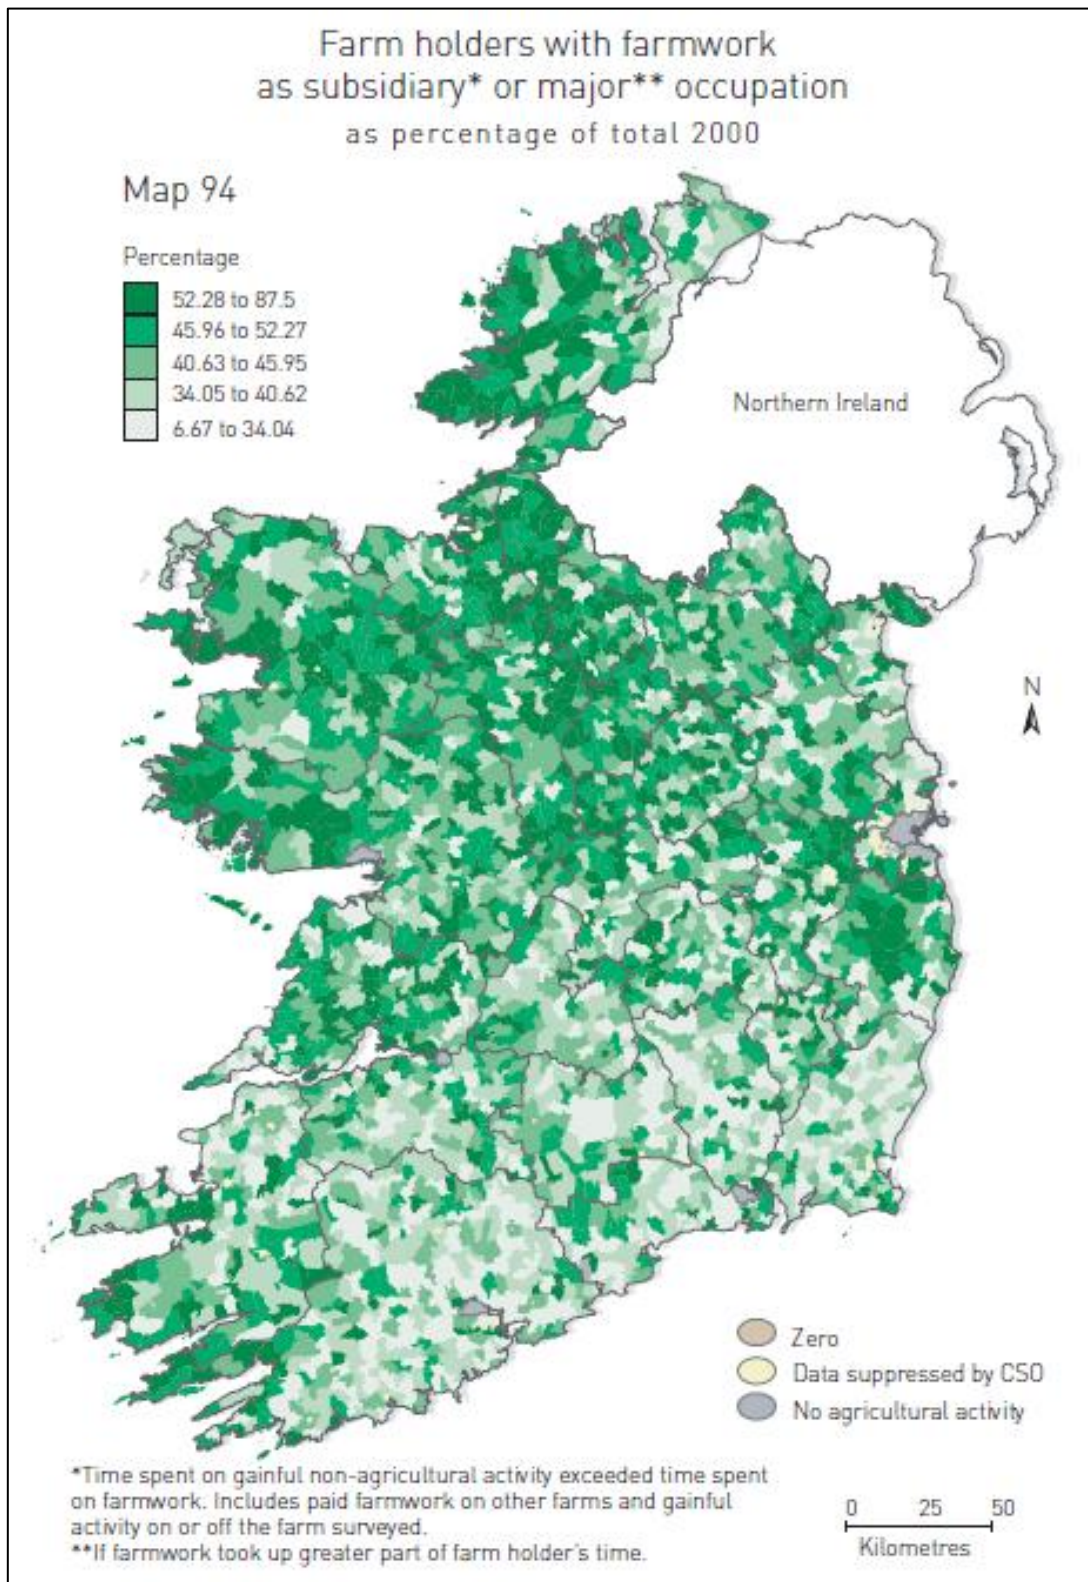 Farm holders with farmwork
as subsidiary* or major** occupation
as percentage of total 2000
Map 94
Percentage
52.28 to 87.5
45.96 to 52.27
40.63 to 45.95
34.05 to 40.62
6.67 to 34.04
Northern Ireland
N
Zero
Data suppressed by CSO
No agricultural activity
*Time spent on gainful non-agricultural activity exceeded time spent
on farmwork. Includes paid farmwork on other farms and gainful
activity on or off the farm surveyed.
**If farmwork took up greater part of farm holder's time.
0 25 50
Kilometres